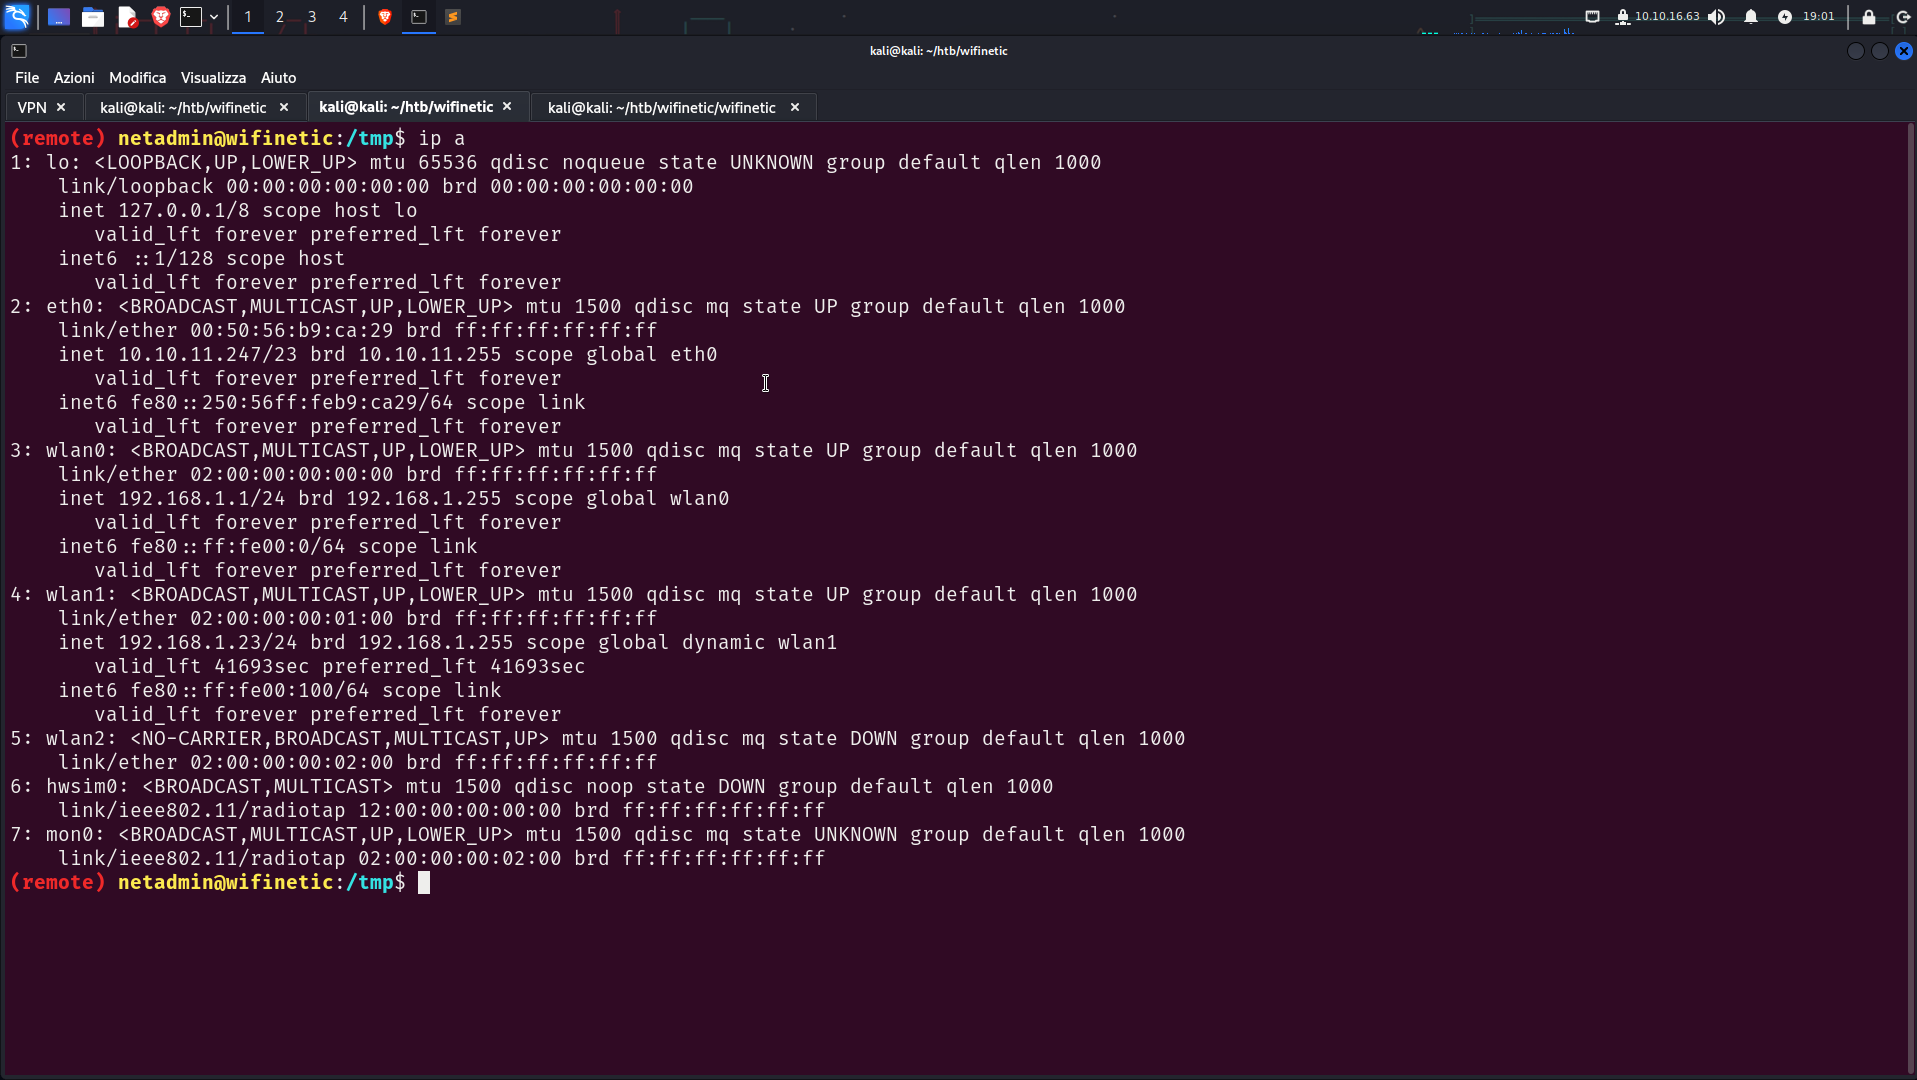 1 2 3 4 10.10.16.63 19:01
kali@kali: ~/htb/wifinetic
File Azioni Modifica Visualizza Aiuto
VPN kali@kali: ~/htb/wifinetic kali@kali: ~/htb/wifinetic kali@kali: ~/htb/wifinetic/wifinetic
(remote) netadmin@wifinetic:/tmp$ ip a
1: lo: <LOOPBACK,UP,LOWER_UP> mtu 65536 qdisc noqueue state UNKNOWN group default qlen 1000
    link/loopback 00:00:00:00:00:00 brd 00:00:00:00:00:00
    inet 127.0.0.1/8 scope host lo
       valid_lft forever preferred_lft forever
    inet6 ::1/128 scope host
       valid_lft forever preferred_lft forever
2: eth0: <BROADCAST,MULTICAST,UP,LOWER_UP> mtu 1500 qdisc mq state UP group default qlen 1000
    link/ether 00:50:56:b9:ca:29 brd ff:ff:ff:ff:ff:ff
    inet 10.10.11.247/23 brd 10.10.11.255 scope global eth0
       valid_lft forever preferred_lft forever
    inet6 fe80::250:56ff:feb9:ca29/64 scope link
       valid_lft forever preferred_lft forever
3: wlan0: <BROADCAST,MULTICAST,UP,LOWER_UP> mtu 1500 qdisc mq state UP group default qlen 1000
    link/ether 02:00:00:00:00:00 brd ff:ff:ff:ff:ff:ff
    inet 192.168.1.1/24 brd 192.168.1.255 scope global wlan0
       valid_lft forever preferred_lft forever
    inet6 fe80::ff:fe00:0/64 scope link
       valid_lft forever preferred_lft forever
4: wlan1: <BROADCAST,MULTICAST,UP,LOWER_UP> mtu 1500 qdisc mq state UP group default qlen 1000
    link/ether 02:00:00:00:01:00 brd ff:ff:ff:ff:ff:ff
    inet 192.168.1.23/24 brd 192.168.1.255 scope global dynamic wlan1
       valid_lft 41693sec preferred_lft 41693sec
    inet6 fe80::ff:fe00:100/64 scope link
       valid_lft forever preferred_lft forever
5: wlan2: <NO-CARRIER,BROADCAST,MULTICAST,UP> mtu 1500 qdisc mq state DOWN group default qlen 1000
    link/ether 02:00:00:00:02:00 brd ff:ff:ff:ff:ff:ff
6: hwsim0: <BROADCAST,MULTICAST> mtu 1500 qdisc noop state DOWN group default qlen 1000
    link/ieee802.11/radiotap 12:00:00:00:00:00 brd ff:ff:ff:ff:ff:ff
7: mon0: <BROADCAST,MULTICAST,UP,LOWER_UP> mtu 1500 qdisc mq state UNKNOWN group default qlen 1000
    link/ieee802.11/radiotap 02:00:00:00:02:00 brd ff:ff:ff:ff:ff:ff
(remote) netadmin@wifinetic:/tmp$